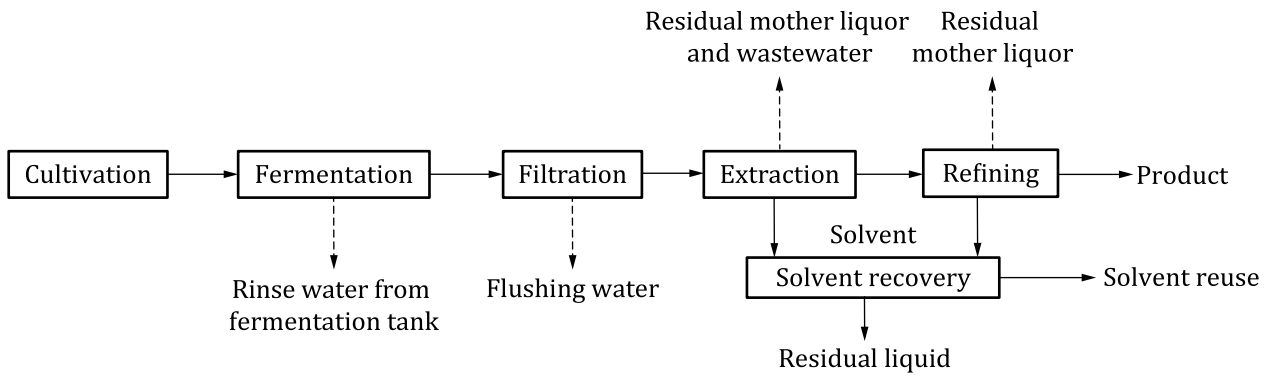 Residual mother liquor
and wastewater
Residual
mother liquor
Cultivation
Fermentation
Filtration
Extraction
Refining
Product
Solvent
Rinse water from
fermentation tank
Flushing water
Solvent recovery
Solvent reuse
Residual liquid